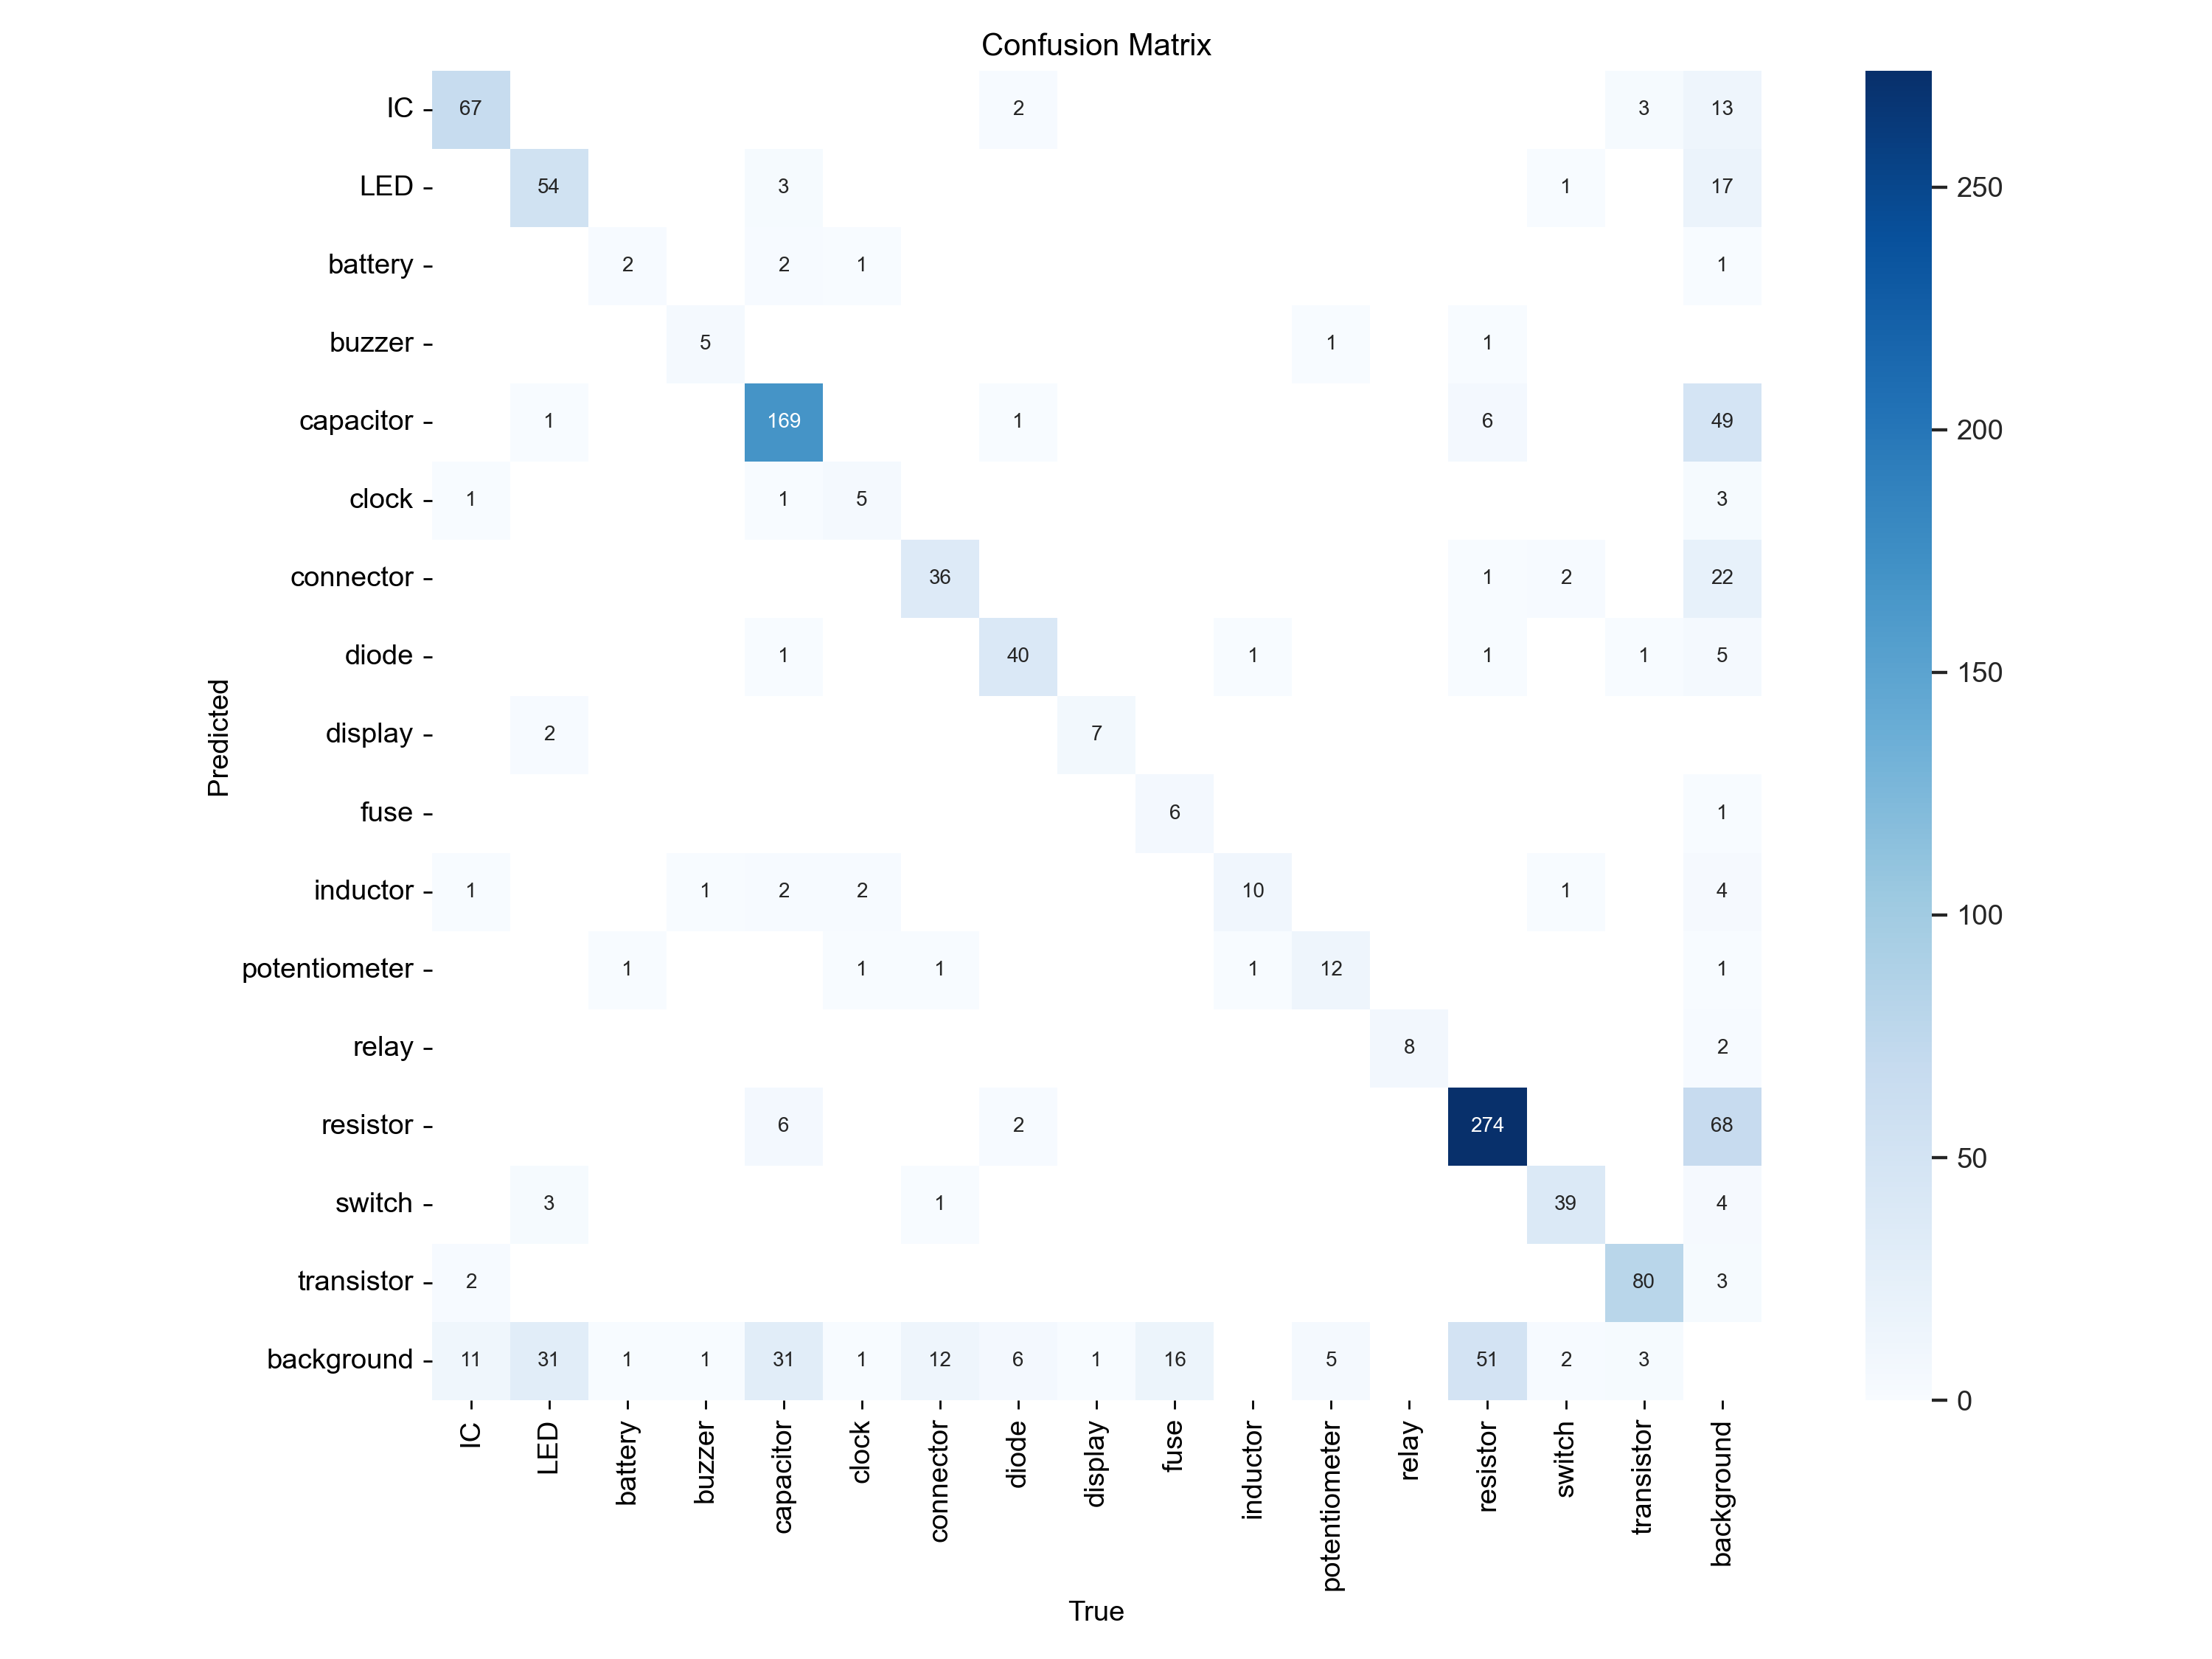 Confusion Matrix
IC 67 2 3 13
LED 54 3 1 17 250
battery 2 2 1 1
buzzer 5 1 1
capacitor 1 169 1 6 49 200
clock 1 1 5 3
connector 36 1 2 22
diode 1 40 1 1 1 5 150
Predicted
display 2 7
fuse 6 1
inductor 1 1 2 2 10 1 4 100
potentiometer 1 1 1 1 12 1
relay 8 2
resistor 6 2 274 68 50
switch 3 1 39 4
transistor 2 80 3
background 11 31 1 1 31 1 12 6 1 16 5 51 2 3 0
IC LED battery buzzer capacitor clock connector diode display fuse inductor potentiometer relay resistor switch transistor background
True